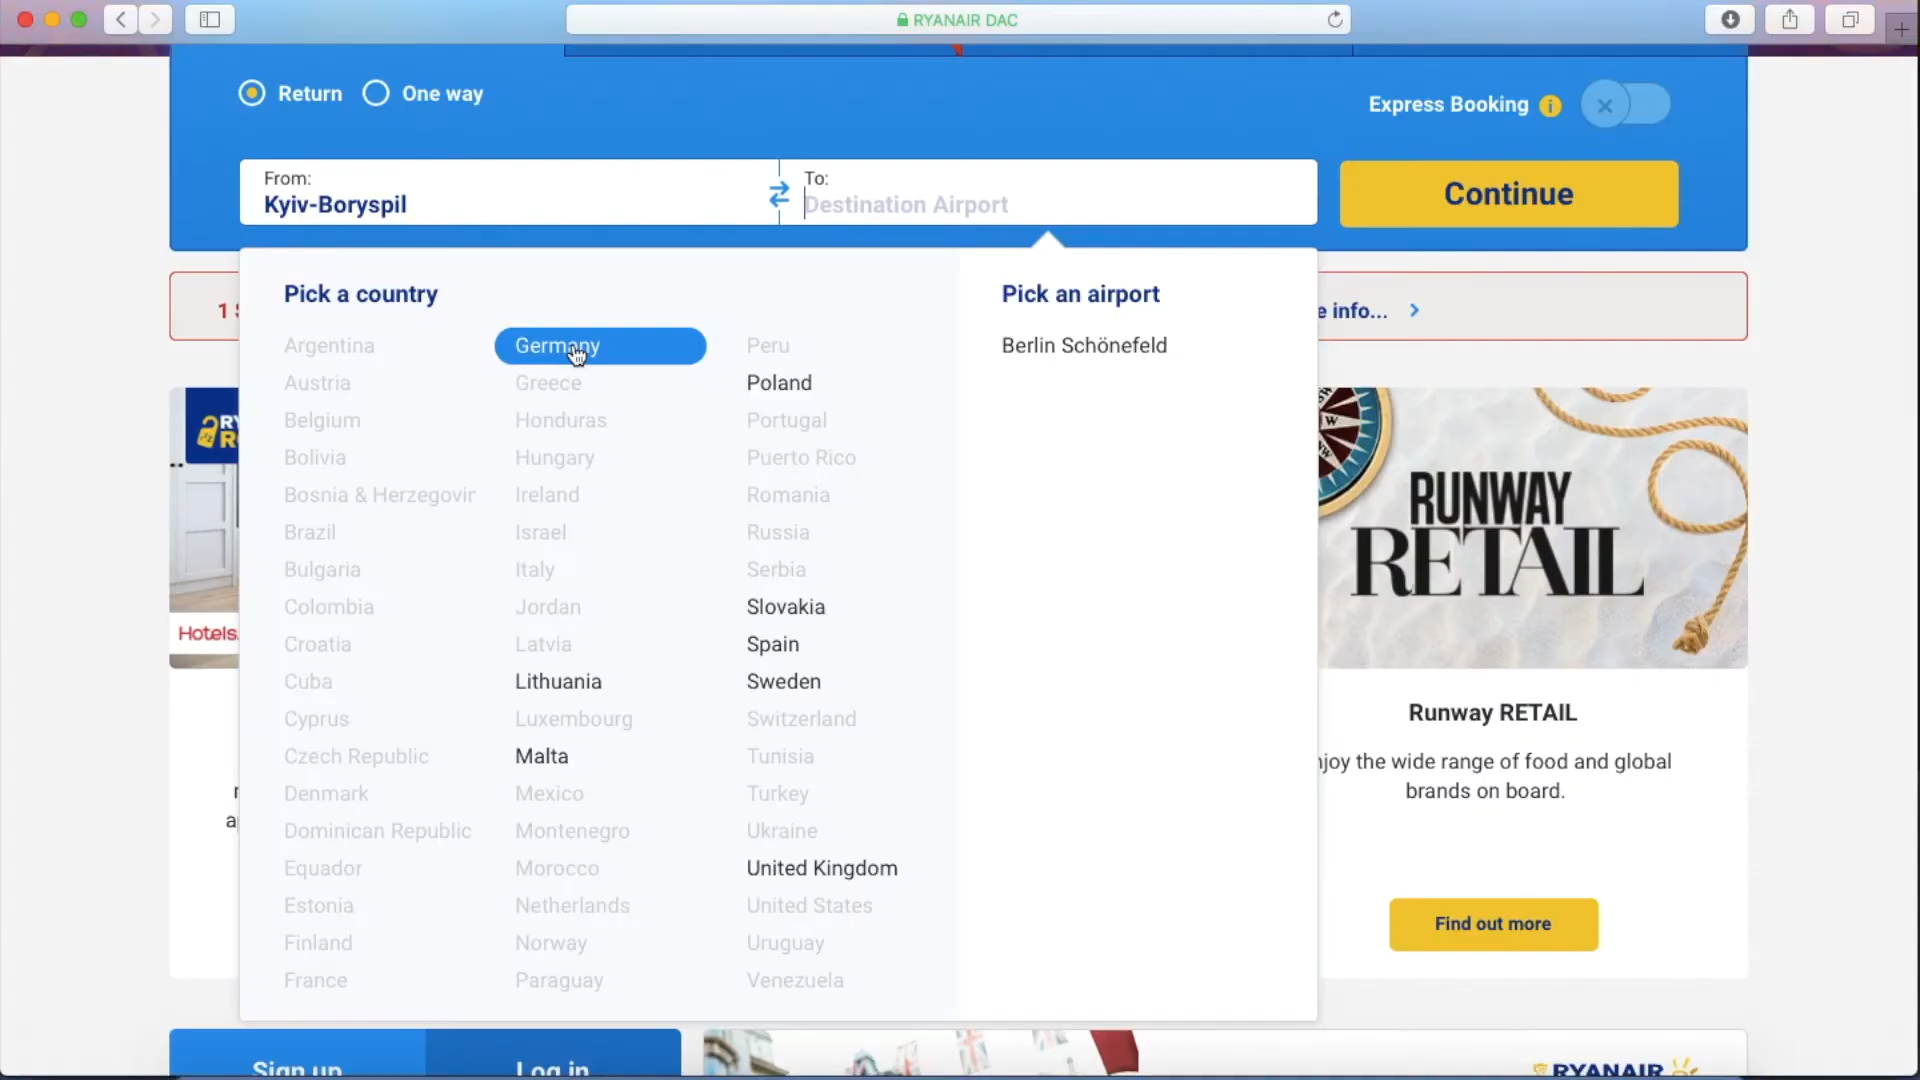 RYANAIR DAC
Return
One way
Express Booking
From:
Kyiv-Boryspil
To:
Destination Airport
Continue
Pick a country
Pick an airport
1
e info...
Argentina
Germany
Peru
Berlin Schönefeld
Austria
Greece
Poland
Belgium
Honduras
Portugal
Bolivia
Hungary
Puerto Rico
Bosnia & Herzegovin
Ireland
Romania
Brazil
Israel
Russia
Bulgaria
Italy
Serbia
Colombia
Jordan
Slovakia
Croatia
Latvia
Spain
Cuba
Lithuania
Sweden
Cyprus
Luxembourg
Switzerland
Czech Republic
Malta
Tunisia
Denmark
Mexico
Turkey
Dominican Republic
Montenegro
Ukraine
Equador
Morocco
United Kingdom
Estonia
Netherlands
United States
Finland
Norway
Uruguay
France
Paraguay
Venezuela
Hotels.
RUNWAY
RETAIL
Runway RETAIL
njoy the wide range of food and global
brands on board.
Find out more
Sign up
Log in
RYANAIR